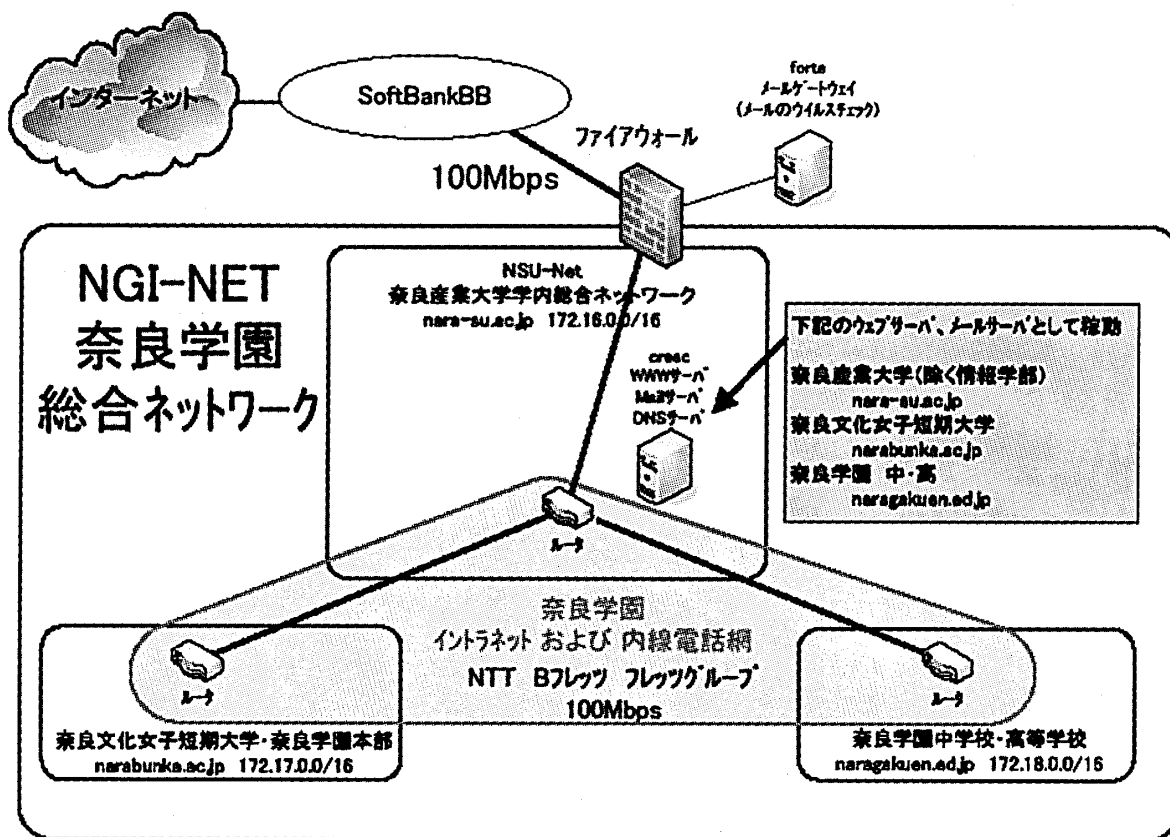 インターネット
SoftBankBB
forte
メールゲートウェイ
(メールのウイルスチェック)
ファイアウォール
100Mbps
NGI-NET
奈良学園
総合ネットワーク
NSU-Net
奈良産業大学学内総合ネットワーク
nara-su.ac.jp 172.16.0.0/16
cresc
WWWサーバ
Mailサーバ
DNSサーバ
下記のウェブサーバ、メールサーバとして稼動
奈良産業大学(除く情報学部)
nara-su.ac.jp
奈良文化女子短期大学
narabunka.ac.jp
奈良学園 中・高
naragakuen.ed.jp
ルータ
奈良学園
イントラネット および 内線電話網
NTT Bフレッツ フレッツグループ
100Mbps
ルータ
奈良文化女子短期大学・奈良学園本部
narabunka.ac.jp 172.17.0.0/16
ルータ
奈良学園中学校・高等学校
naragakuen.ed.jp 172.18.0.0/16